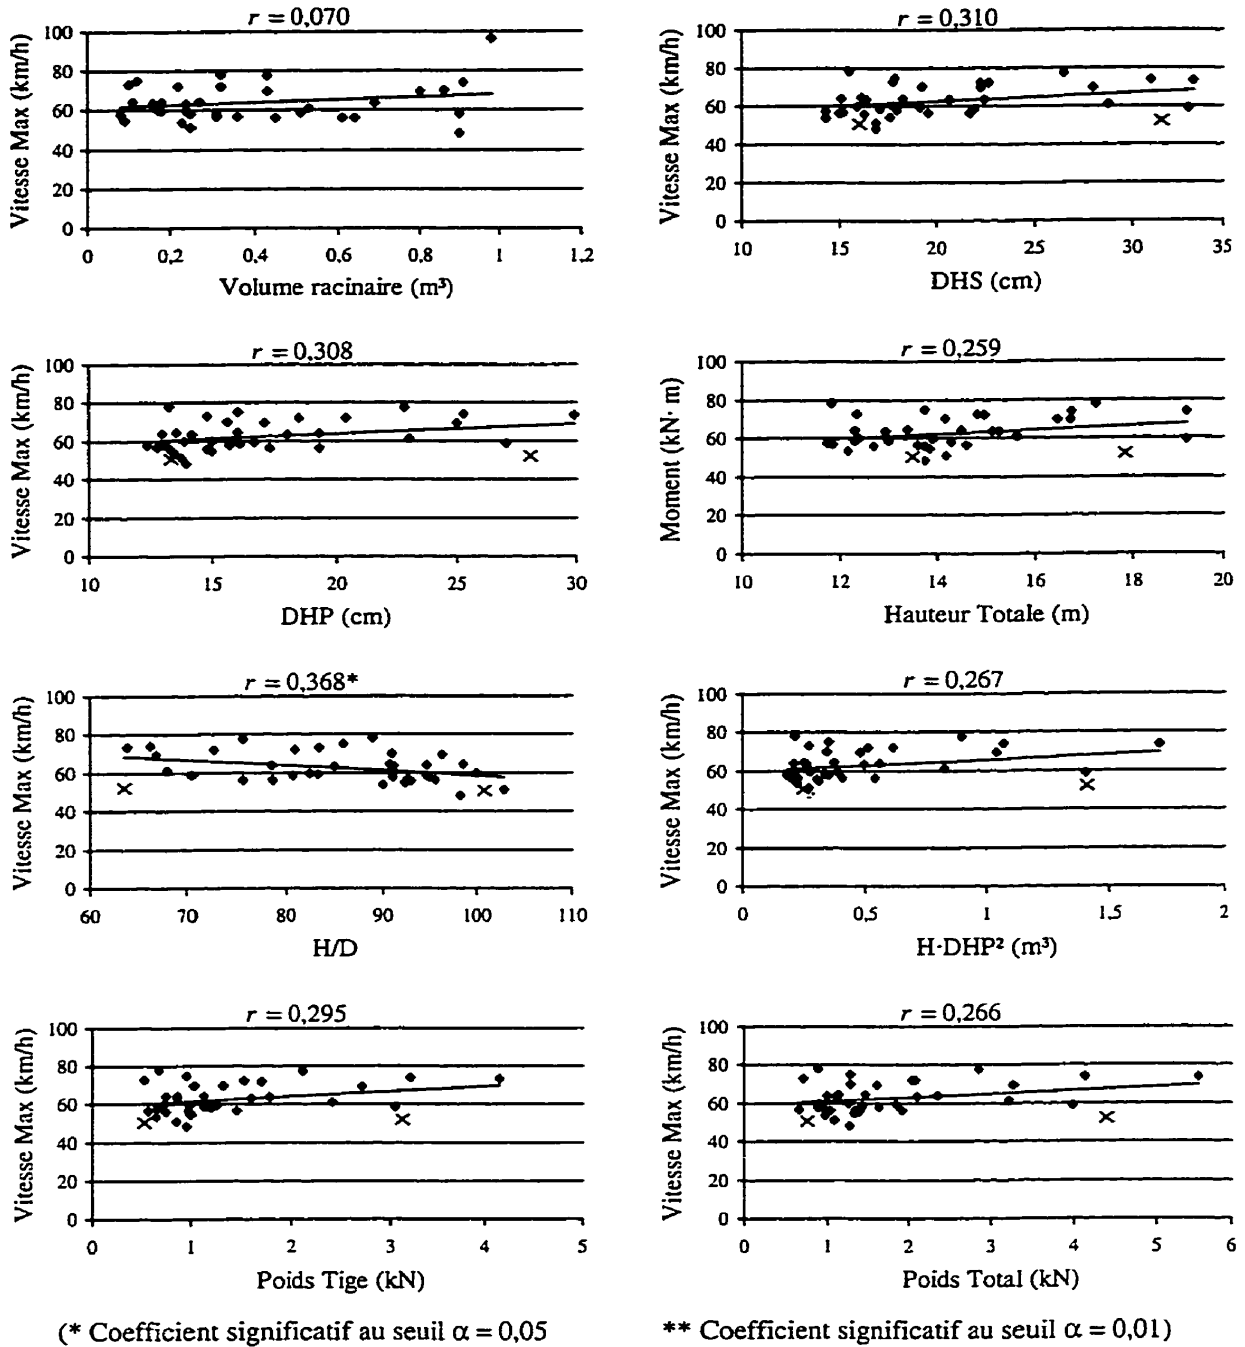 r = 0,070
Vitesse Max (km/h)
100
80
60
40
20
0
0 0,2 0,4 0,6 0,8 1 1,2
Volume racinaire (m³)
r = 0,310
Vitesse Max (km/h)
100
80
60
40
20
0
10 15 20 25 30 35
DHS (cm)
r = 0,308
Vitesse Max (km/h)
100
80
60
40
20
0
10 15 20 25 30
DHP (cm)
r = 0,259
Moment (kN· m)
100
80
60
40
20
0
10 12 14 16 18 20
Hauteur Totale (m)
r = 0,368*
Vitesse Max (km/h)
100
80
60
40
20
0
60 70 80 90 100 110
H/D
r = 0,267
Vitesse Max (km/h)
100
80
60
40
20
0
0 0,5 1 1,5 2
H·DHP² (m³)
r = 0,295
Vitesse Max (km/h)
100
80
60
40
20
0
0 1 2 3 4 5
Poids Tige (kN)
r = 0,266
Vitesse Max (km/h)
100
80
60
40
20
0
0 1 2 3 4 5 6
Poids Total (kN)
(* Coefficient significatif au seuil α = 0,05 ** Coefficient significatif au seuil α = 0,01)